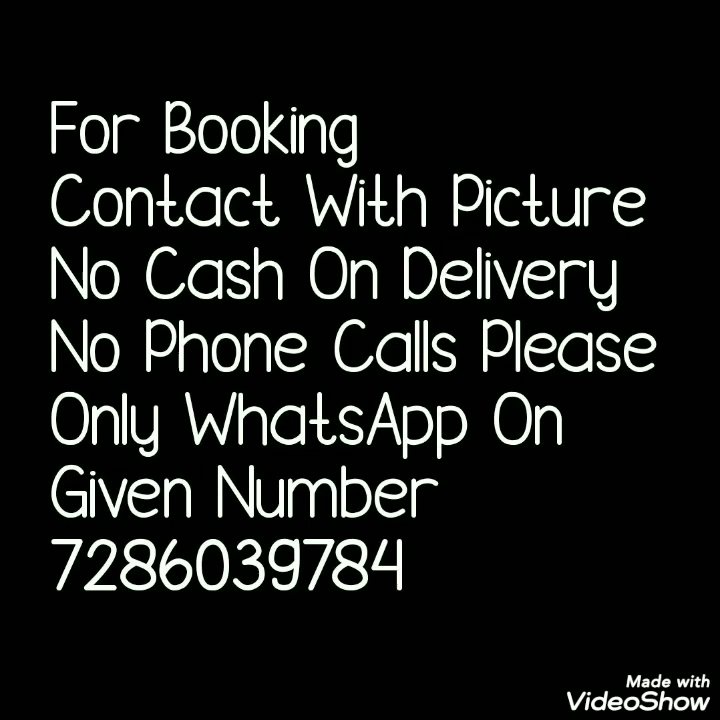 For Booking
Contact With Picture
No Cash On Delivery
No Phone Calls Please
Only WhatsApp On
Given Number
7286039784
Made with
VideoShow